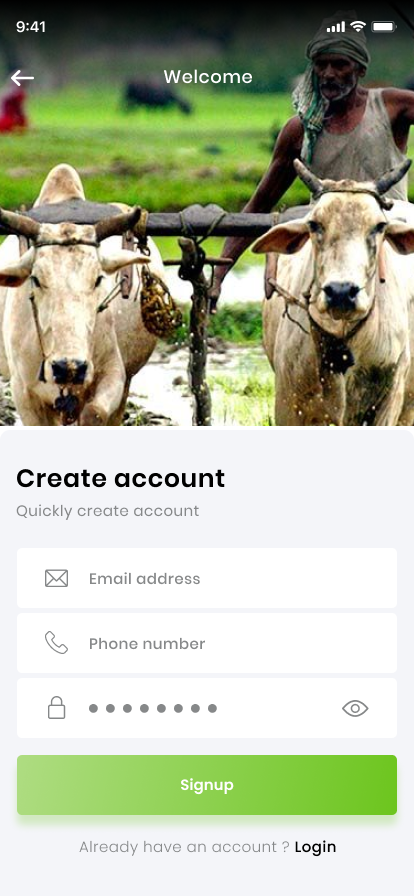 9:41
Welcome
Create account
Quickly create account
Email address
Phone number
Signup
Already have an account ? Login